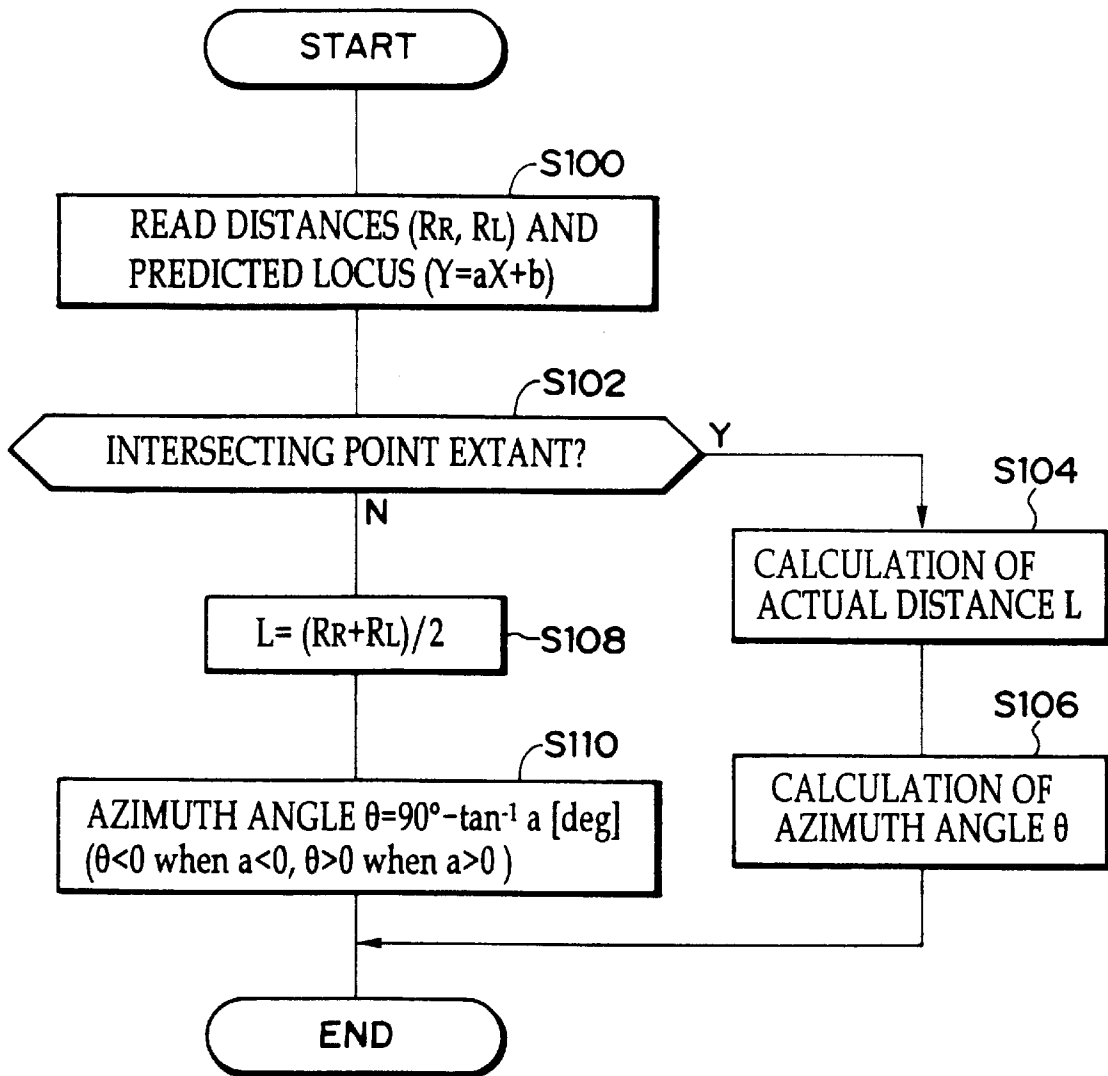 START
S100
READ DISTANCES (RR, RL) AND
PREDICTED LOCUS (Y=aX+b)
S102
INTERSECTING POINT EXTANT?
Y
N
S104
CALCULATION OF
ACTUAL DISTANCE L
L= (RR+RL)/2
S108
S106
CALCULATION OF
AZIMUTH ANGLE θ
S110
AZIMUTH ANGLE θ=90°-tan⁻¹ a [deg]
(θ<0 when a<0, θ>0 when a>0 )
END